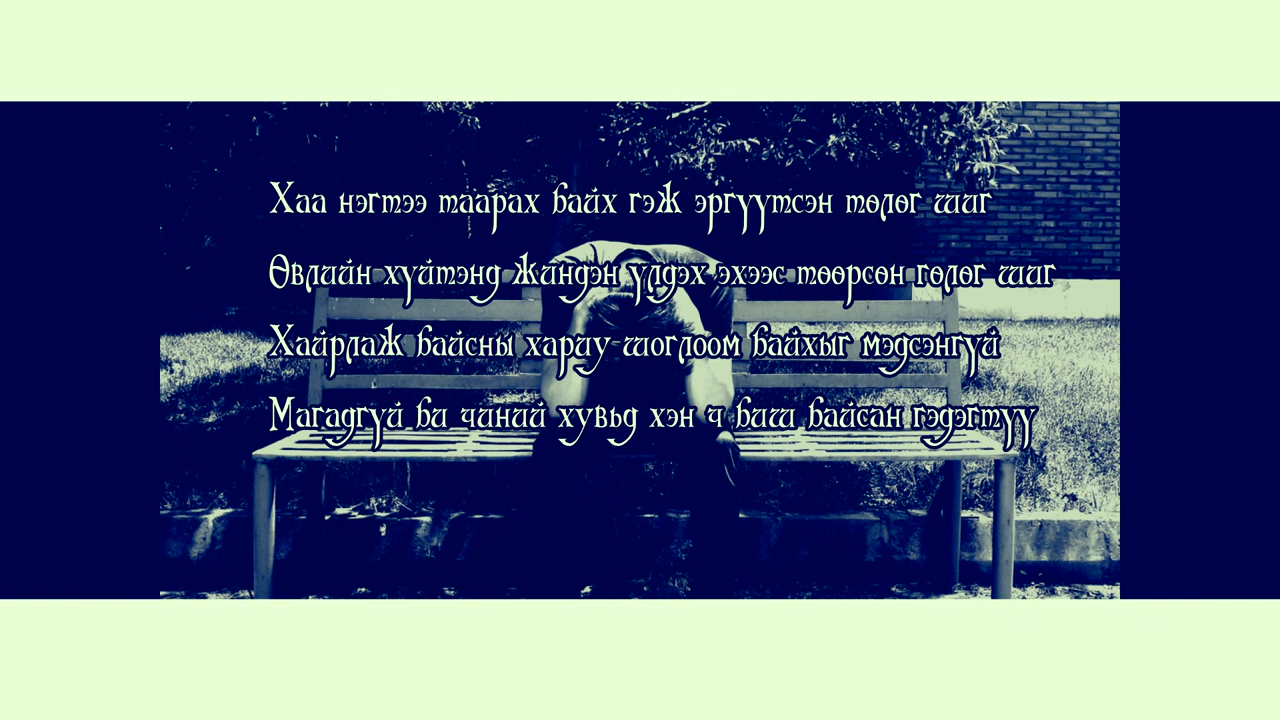 Хаа нэгтээ таарах байх гэж эргүүтсэн төлөг шиг
Өвлийн хүйтэнд жиндэн үлдэх эхээс төөрсөн гөлөг шиг
Хайрлаж байсны хариу шоглоом байхыг мэдсэнгүй
Магадгүй би чиний хувьд хэн ч биш байсан гэдэгтүү